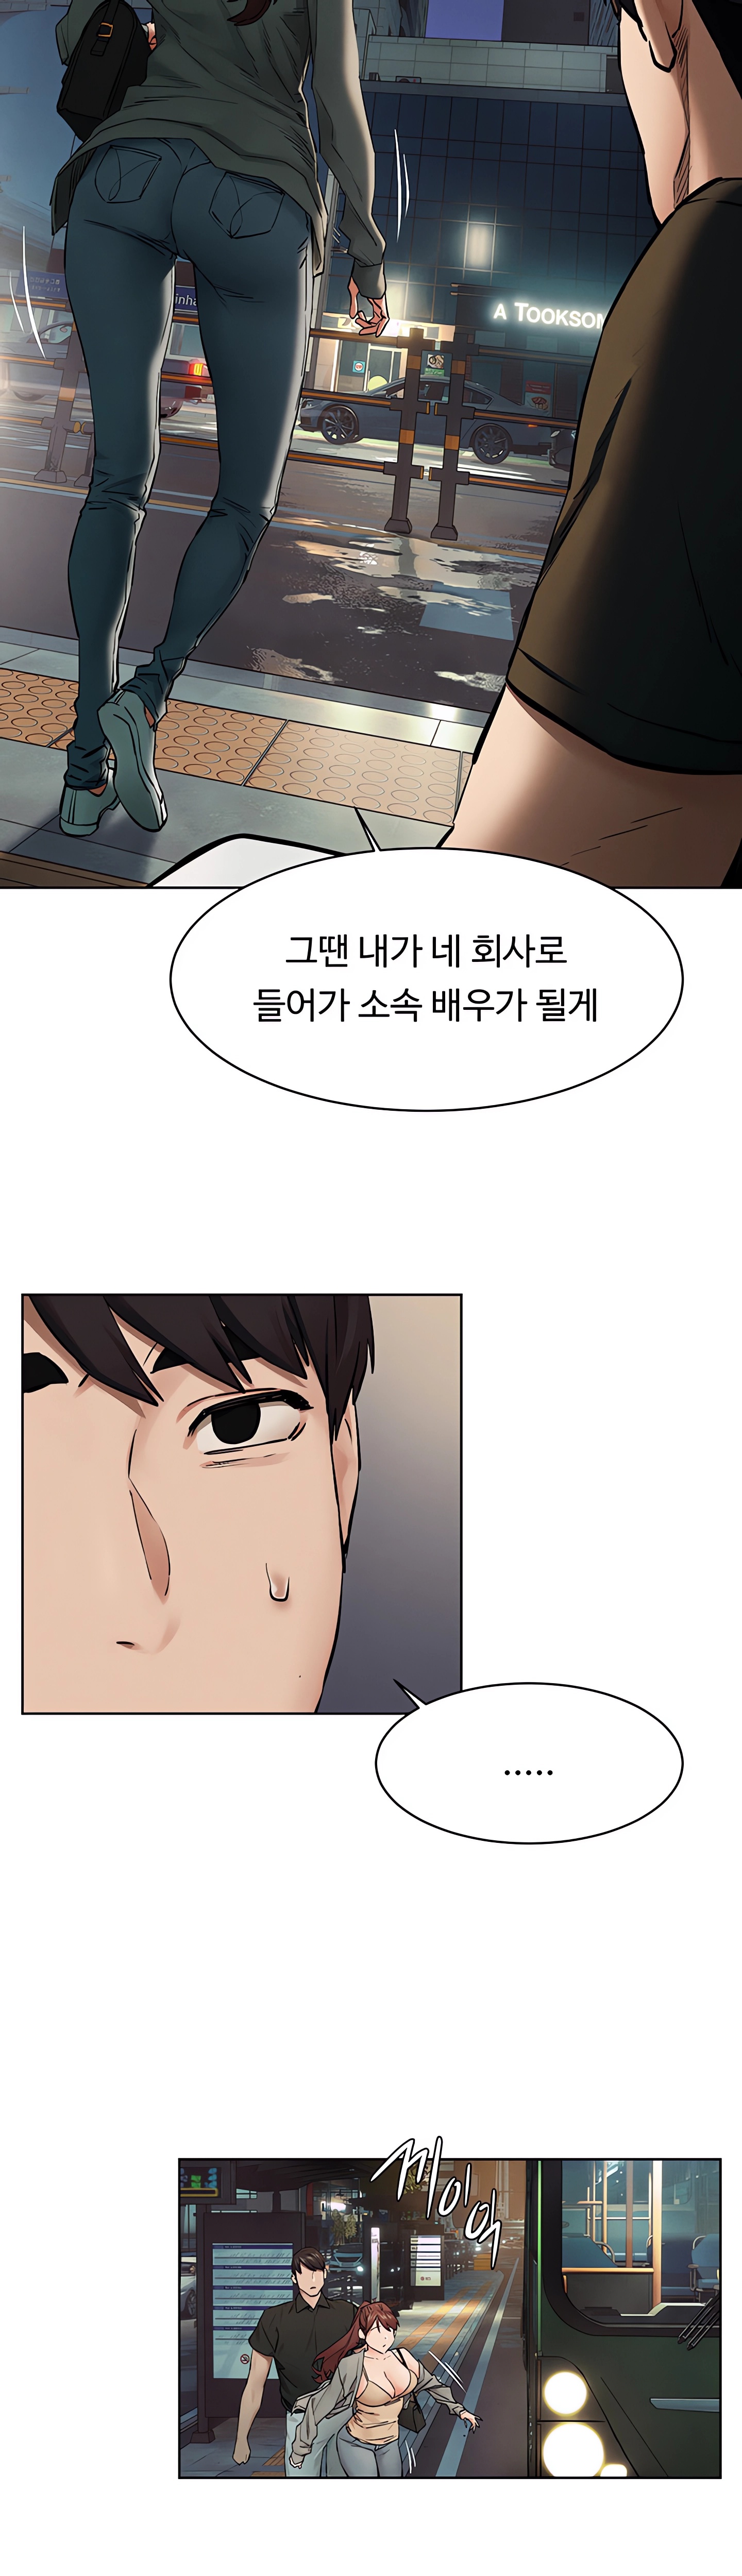 inha
A TOOKSON
그땐 내가 네 회사로
들어가 소속 배우가 될게
.....
끼이익